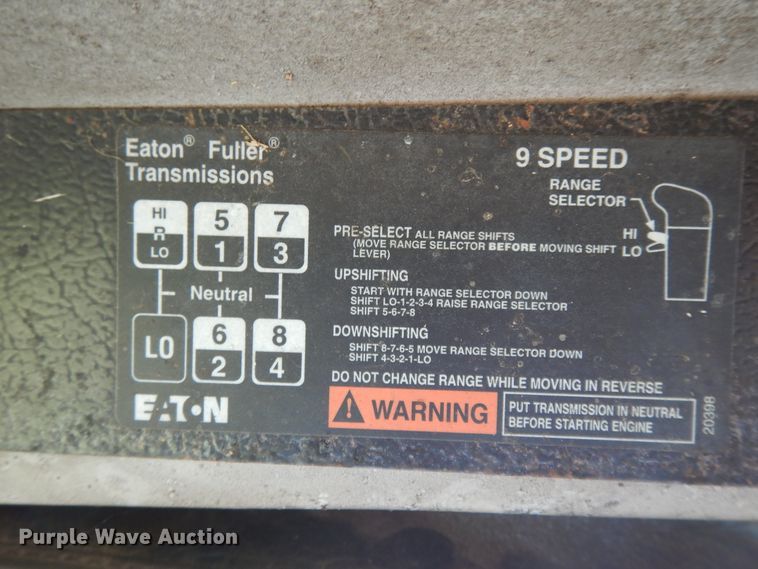 Eaton® Fuller®
Transmissions
9 SPEED
RANGE
SELECTOR
HI
LO
HI
R
LO
5
1
7
3
Neutral
LO
6
2
8
4
EATON
PRE-SELECT ALL RANGE SHIFTS
(MOVE RANGE SELECTOR BEFORE MOVING SHIFT
LEVER)
UPSHIFTING
START WITH RANGE SELECTOR DOWN
SHIFT LO-1-2-3-4 RAISE RANGE SELECTOR
SHIFT 5-6-7-8
DOWNSHIFTING
SHIFT 8-7-6-5 MOVE RANGE SELECTOR DOWN
SHIFT 4-3-2-1-LO
DO NOT CHANGE RANGE WHILE MOVING IN REVERSE
WARNING
PUT TRANSMISSION IN NEUTRAL
BEFORE STARTING ENGINE
20398
Purple Wave Auction